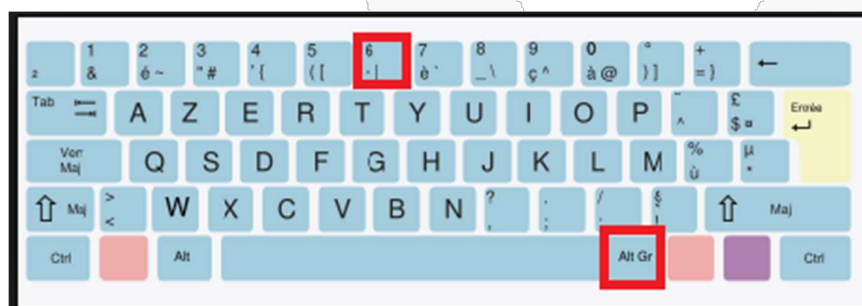 1 2 3 4 5 6 7 8 9 0 ° +
² & é ~ " # ' { ( [ - | è ` _ \ ç ^ à @ ) ] = } ←
Tab A Z E R T Y U I O P ¨ ^ £ $ ¤ Entrée
Verr Maj Q S D F G H J K L M % ù µ *
Maj > < W X C V B N ? , . ; / : § ! Maj
Ctrl Alt Alt Gr Ctrl